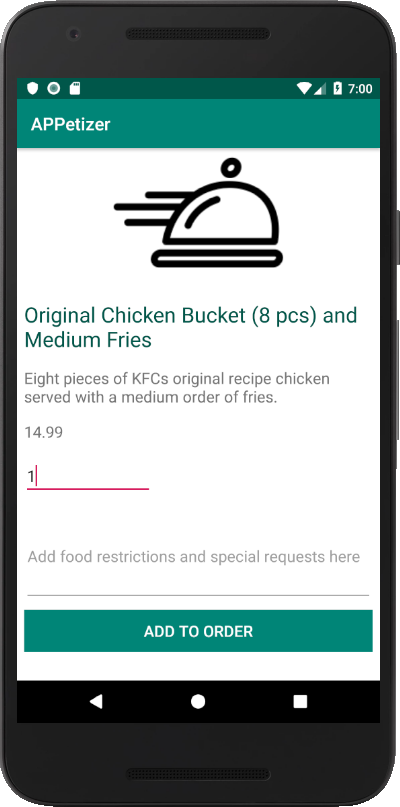 7:00
APPetizer
Original Chicken Bucket (8 pcs) and
Medium Fries
Eight pieces of KFCs original recipe chicken
served with a medium order of fries.
14.99
1
Add food restrictions and special requests here
ADD TO ORDER